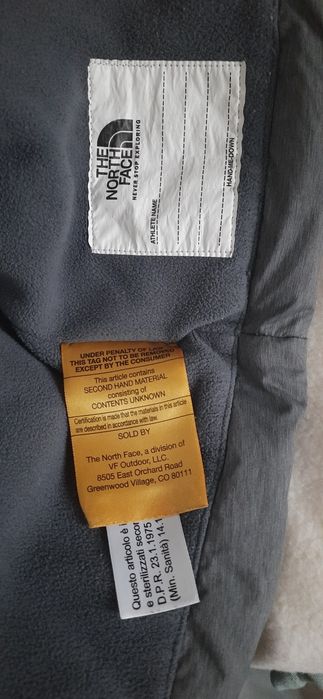 THE
NORTH
FACE
NEVER STOP EXPLORING
ATHLETE NAME
HAND-ME-DOWN
UNDER PENALTY OF LAW
THIS TAG NOT TO BE REMOVED
EXCEPT BY THE CONSUMER
This article contains
SECOND HAND MATERIAL
consisting of
CONTENTS UNKNOWN
Certification is made that the materials in this article
are described in accordance with law.
SOLD BY
The North Face, a division of
VF Outdoor, LLC.
8505 East Orchard Road
Greenwood Village, CO 80111
Questo articolo è
e sterilizzati
D.P.R. 23.1.1975
(Min. Sanità) 14.1